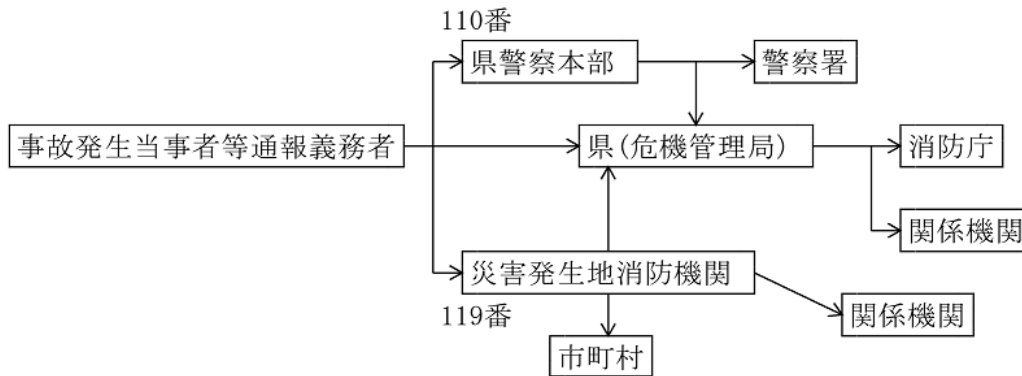 110番
県警察本部
警察署
事故発生当事者等通報義務者
県(危機管理局)
消防庁
関係機関
災害発生地消防機関
119番
関係機関
市町村